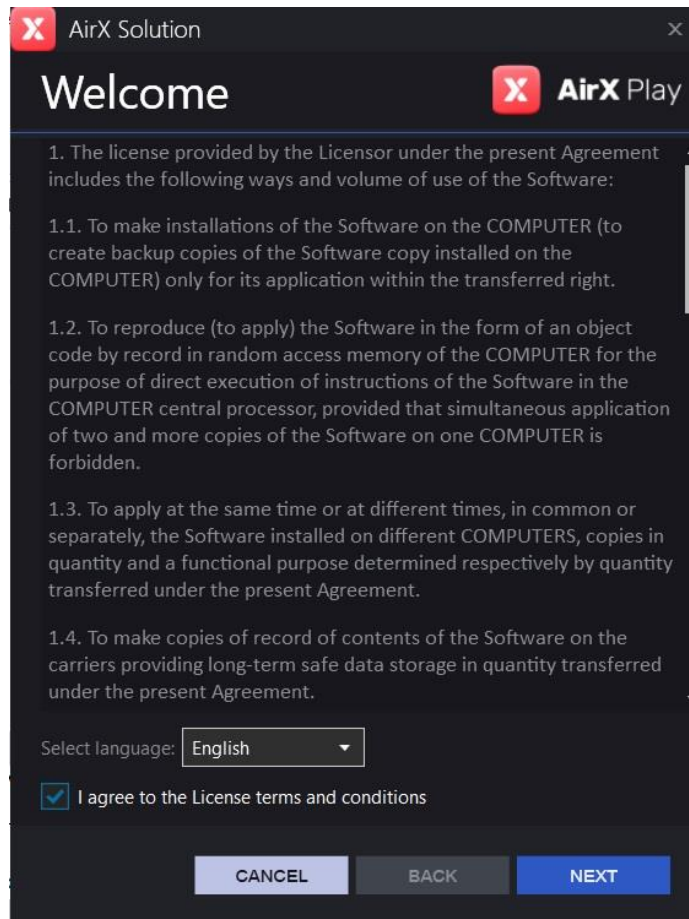 AirX Solution
Welcome
AirX Play
1. The license provided by the Licensor under the present Agreement
includes the following ways and volume of use of the Software:
1.1. To make installations of the Software on the COMPUTER (to
create backup copies of the Software copy installed on the
COMPUTER) only for its application within the transferred right.
1.2. To reproduce (to apply) the Software in the form of an object
code by record in random access memory of the COMPUTER for the
purpose of direct execution of instructions of the Software in the
COMPUTER central processor, provided that simultaneous application
of two and more copies of the Software on one COMPUTER is
forbidden.
1.3. To apply at the same time or at different times, in common or
separately, the Software installed on different COMPUTERS, copies in
quantity and a functional purpose determined respectively by quantity
transferred under the present Agreement.
1.4. To make copies of record of contents of the Software on the
carriers providing long-term safe data storage in quantity transferred
under the present Agreement.
Select language: English
I agree to the License terms and conditions
CANCEL BACK NEXT